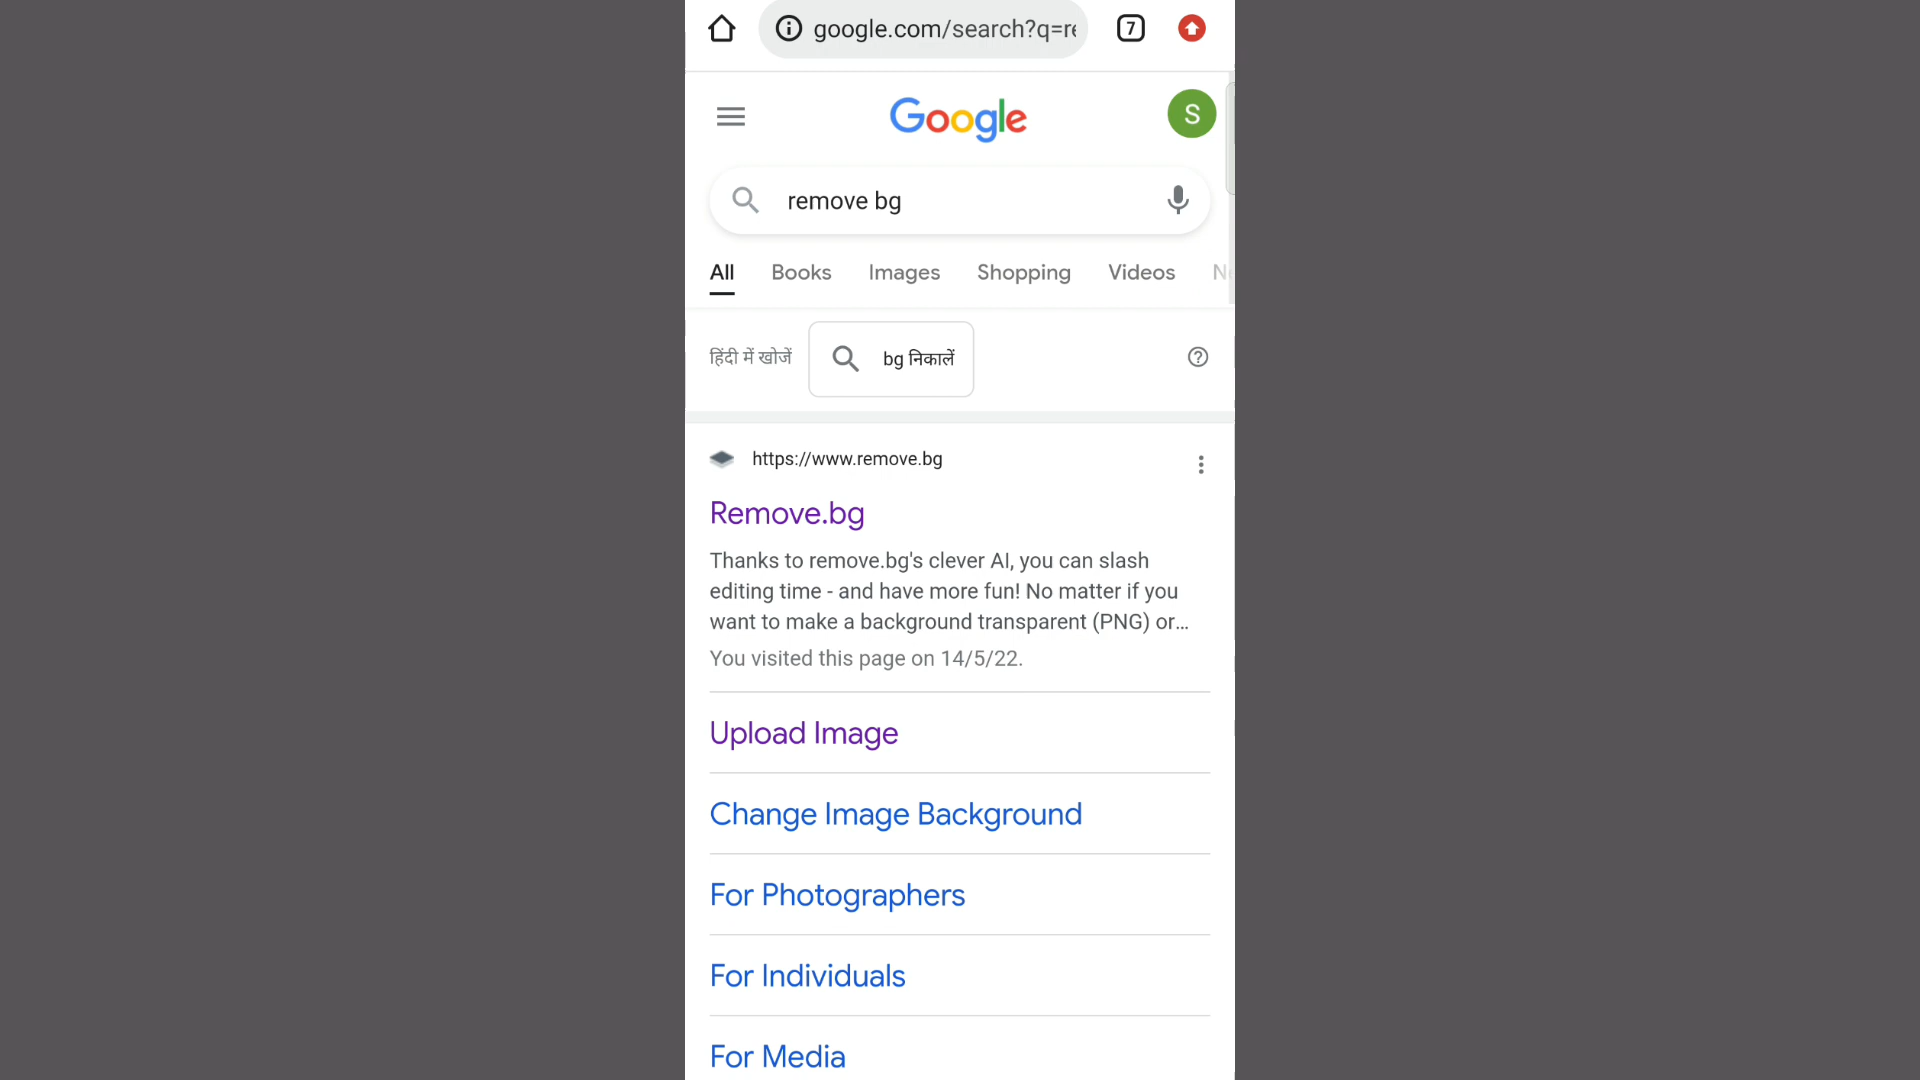 google.com/search?q=re
7
Google
S
remove bg
All Books Images Shopping Videos
हिंदी में खोजें bg निकालें
https://www.remove.bg
Remove.bg
Thanks to remove.bg's clever AI, you can slash
editing time - and have more fun! No matter if you
want to make a background transparent (PNG) or...
You visited this page on 14/5/22.
Upload Image
Change Image Background
For Photographers
For Individuals
For Media